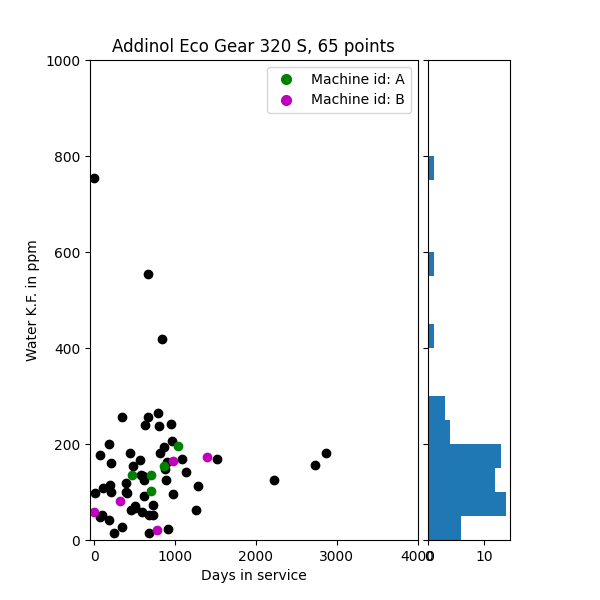 Addinol Eco Gear 320 S, 65 points
Machine id: A
Machine id: B
1000
800
600
400
200
0
Water K.F. in ppm
0 1000 2000 3000 4000
Days in service
0 10